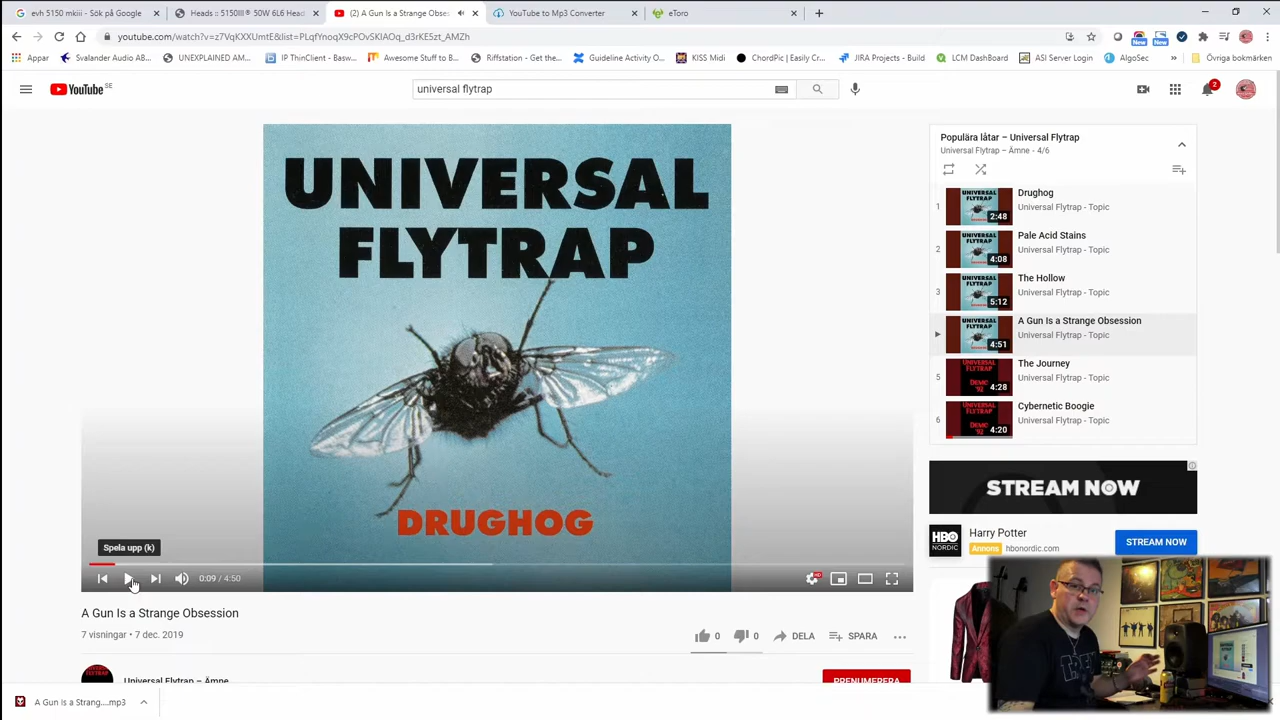 evh 5150 mkiii - Sök på Google
Heads :: 5150III® 50W 6L6 Head
(2) A Gun Is a Strange Obse
YouTube to Mp3 Converter
eToro
youtube.com/watch?v=z7VqKXXUmtE&list=PLqfYnoqX9cPOvSKIAOq_d3rKE5zt_AMZh
Apps
Svalander Audio AB...
UNEXPLAINED AM...
IP ThinClient - Basw...
Awesome Stuff to B...
Riffstation - Get the...
Guideline Activity O...
KISS Midi
ChordPic | Easily Cr...
JIRA Projects - Build
LCM DashBoard
ASI Server Login
AlgoSec
»
Övriga bokmärken
YouTube SE
universal flytrap
2
UNIVERSAL
FLYTRAP
DRUGHOG
Spela upp (k)
0:09 / 4:50
HD
A Gun Is a Strange Obsession
7 visningar • 7 dec. 2019
0
0
DELA
SPARA
Universal Flytrap – Ämne
PRENUMERERA
Populära låtar – Universal Flytrap
Universal Flytrap – Ämne - 4/6
1
2:48
Drughog
Universal Flytrap - Topic
2
4:08
Pale Acid Stains
Universal Flytrap - Topic
3
5:12
The Hollow
Universal Flytrap - Topic
4:51
A Gun Is a Strange Obsession
Universal Flytrap - Topic
5
4:28
The Journey
Universal Flytrap - Topic
6
4:20
Cybernetic Boogie
Universal Flytrap - Topic
STREAM NOW
HBO NORDIC
Harry Potter
Annons hbonordic.com
STREAM NOW
A Gun Is a Strang....mp3